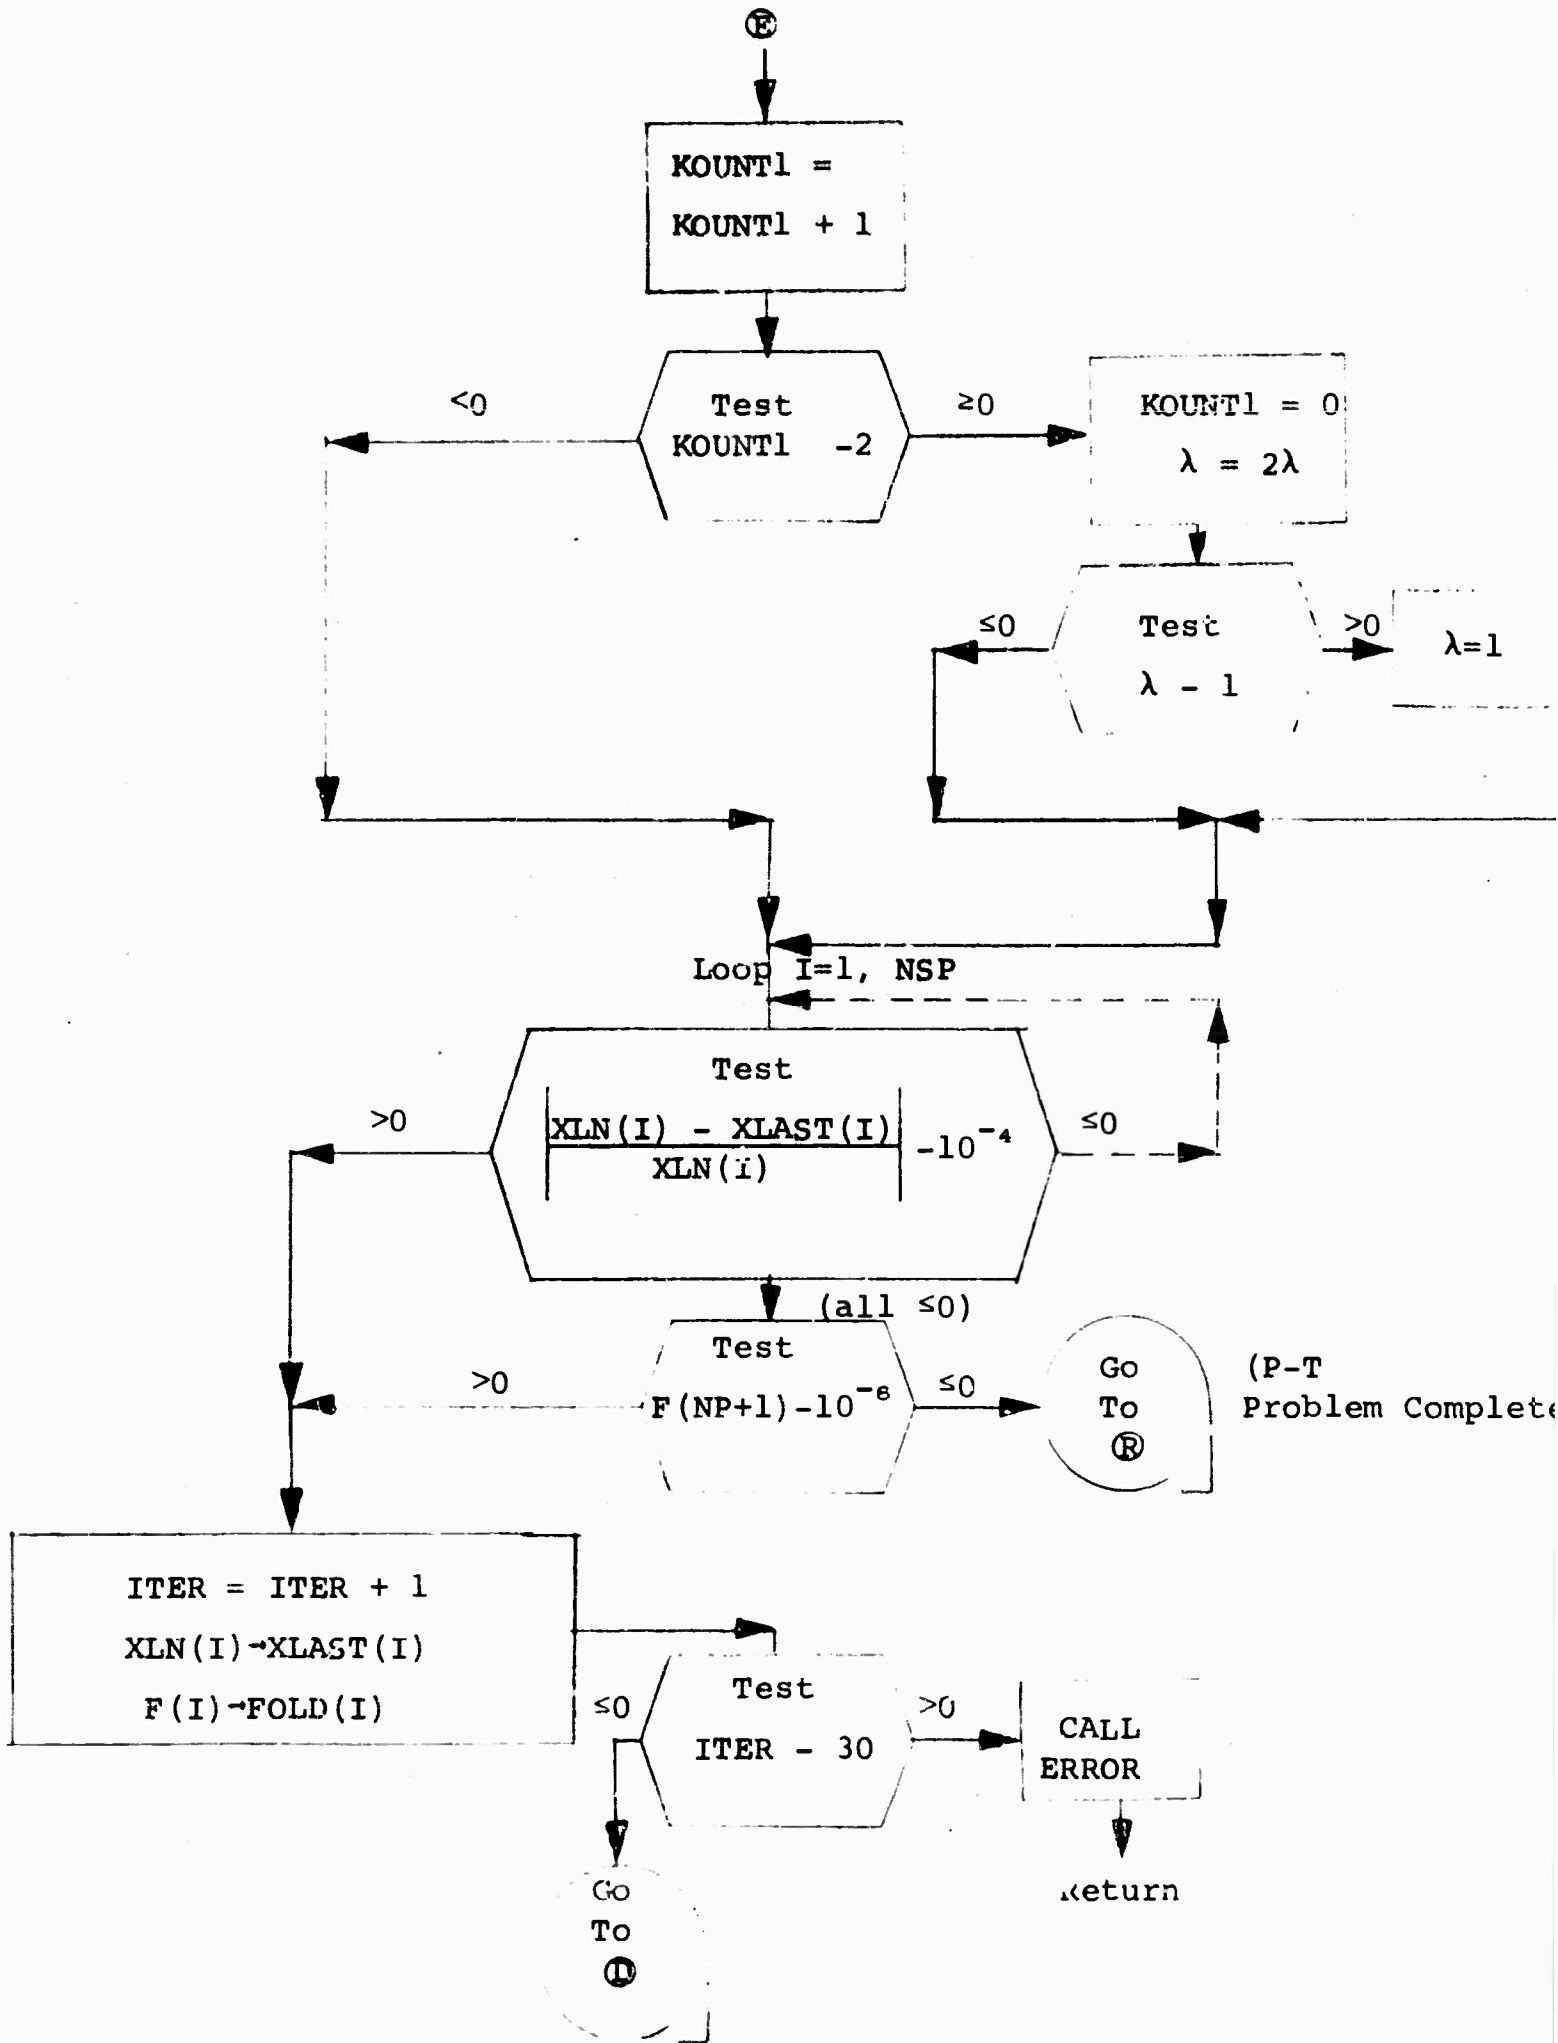 KOUNT1 =
KOUNT1 + 1
<0
Test
KOUNT1 -2
≥0
KOUNT1 = 0
λ = 2λ
≤0
Test
λ - 1
>0
λ=1
Loop I=1, NSP
>0
Test
XLN(I) - XLAST(I)
XLN(I)
-10⁻⁴
≤0
(all ≤0)
>0
Test
F(NP+1)-10⁻⁶
≤0
Go
To
Ⓡ
(P-T
Problem Complete
ITER = ITER + 1
XLN(I)→XLAST(I)
F(I)→FOLD(I)
≤0
Test
ITER - 30
>0
CALL
ERROR
Return
Go
To